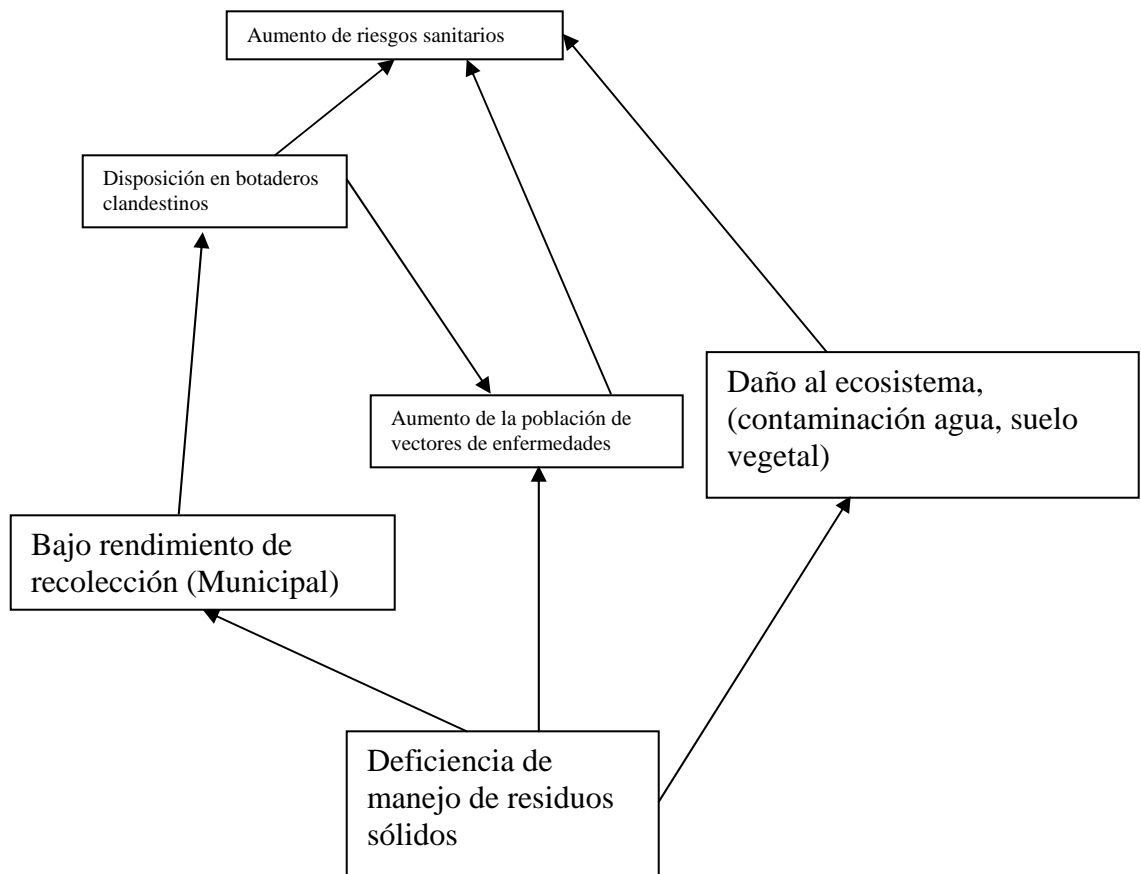 Aumento de riesgos sanitarios
Disposición en botaderos
clandestinos
Daño al ecosistema,
(contaminación agua, suelo
vegetal)
Aumento de la población de
vectores de enfermedades
Bajo rendimiento de
recolección (Municipal)
Deficiencia de
manejo de residuos
sólidos